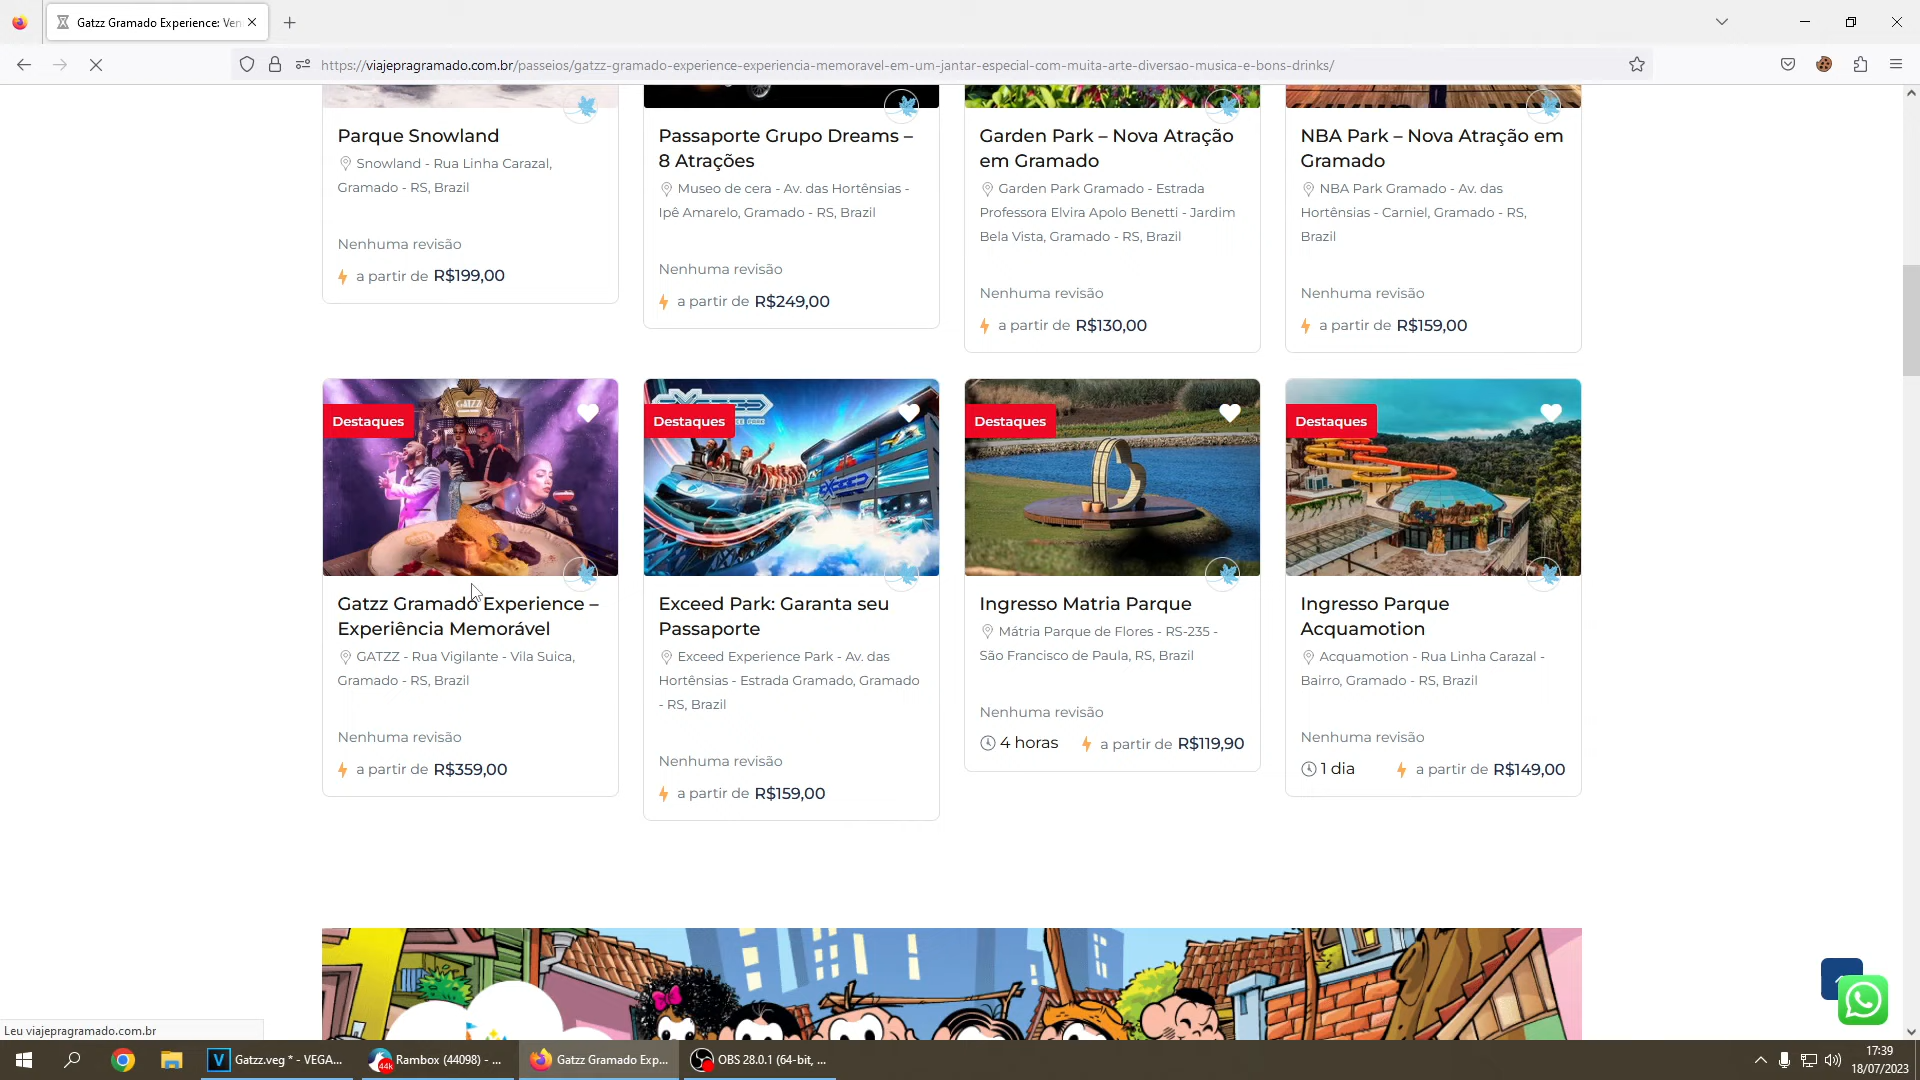 Gatzz Gramado Experience: Ven
https://viajepragramado.com.br/passeios/gatzz-gramado-experience-experiencia-memoravel-em-um-jantar-especial-com-muita-arte-diversao-musica-e-bons-drinks/
Parque Snowland
Snowland - Rua Linha Carazal,
Gramado - RS, Brazil
Nenhuma revisão
a partir de R$199,00
Passaporte Grupo Dreams –
8 Atrações
Museo de cera - Av. das Hortênsias -
Ipê Amarelo, Gramado - RS, Brazil
Nenhuma revisão
a partir de R$249,00
Garden Park – Nova Atração
em Gramado
Garden Park Gramado - Estrada
Professora Elvira Apolo Benetti - Jardim
Bela Vista, Gramado - RS, Brazil
Nenhuma revisão
a partir de R$130,00
NBA Park – Nova Atração em
Gramado
NBA Park Gramado - Av. das
Hortênsias - Carniel, Gramado - RS,
Brazil
Nenhuma revisão
a partir de R$159,00
GATZZ
Destaques
Gatzz Gramado Experience –
Experiência Memorável
GATZZ - Rua Vigilante - Vila Suica,
Gramado - RS, Brazil
Nenhuma revisão
a partir de R$359,00
Destaques
EXCEED
Exceed Park: Garanta seu
Passaporte
Exceed Experience Park - Av. das
Hortênsias - Estrada Gramado, Gramado
- RS, Brazil
Nenhuma revisão
a partir de R$159,00
Destaques
Ingresso Matria Parque
Mátria Parque de Flores - RS-235 -
São Francisco de Paula, RS, Brazil
Nenhuma revisão
4 horas a partir de R$119,90
Destaques
Ingresso Parque
Acquamotion
Acquamotion - Rua Linha Carazal -
Bairro, Gramado - RS, Brazil
Nenhuma revisão
1 dia a partir de R$149,00
Leu viajepragramado.com.br
V Gatzz.veg * - VEGA...
44k Rambox (44098) - ...
Gatzz Gramado Exp...
OBS 28.0.1 (64-bit, ...
17:39
18/07/2023